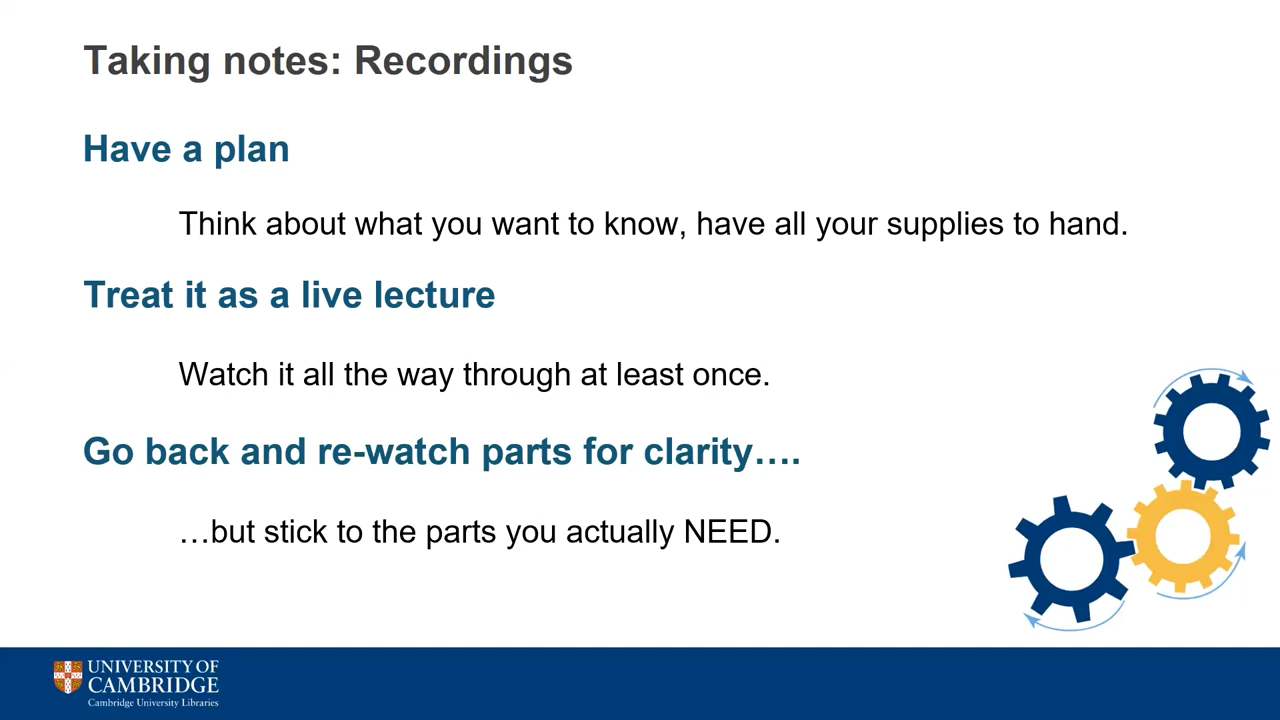 Taking notes: Recordings
Have a plan
Think about what you want to know, have all your supplies to hand.
Treat it as a live lecture
Watch it all the way through at least once.
Go back and re-watch parts for clarity….
…but stick to the parts you actually NEED.
UNIVERSITY OF
CAMBRIDGE
Cambridge University Libraries